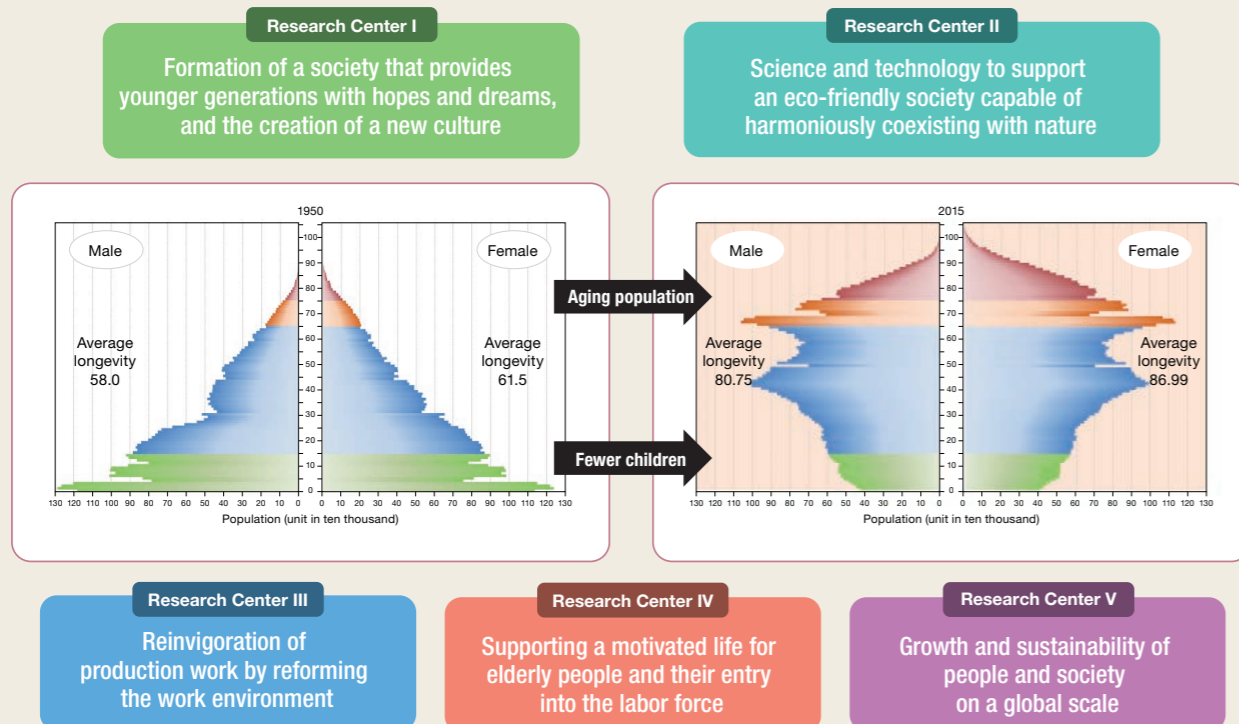 Research Center I
Formation of a society that provides
younger generations with hopes and dreams,
and the creation of a new culture
Research Center II
Science and technology to support
an eco-friendly society capable of
harmoniously coexisting with nature
1950
Male
Female
100
90
80
70
60
50
40
30
20
10
0
Average
longevity
58.0
Average
longevity
61.5
130 120 110 100 90 80 70 60 50 40 30 20 10 0
0 10 20 30 40 50 60 70 80 90 100 110 120 130
Population (unit in ten thousand)
Aging population
Fewer children
2015
Male
Female
100
90
80
70
60
50
40
30
20
10
0
Average
longevity
80.75
Average
longevity
86.99
130 120 110 100 90 80 70 60 50 40 30 20 10 0
0 10 20 30 40 50 60 70 80 90 100 110 120 130
Population (unit in ten thousand)
Research Center III
Reinvigoration of
production work by reforming
the work environment
Research Center IV
Supporting a motivated life for
elderly people and their entry
into the labor force
Research Center V
Growth and sustainability of
people and society
on a global scale